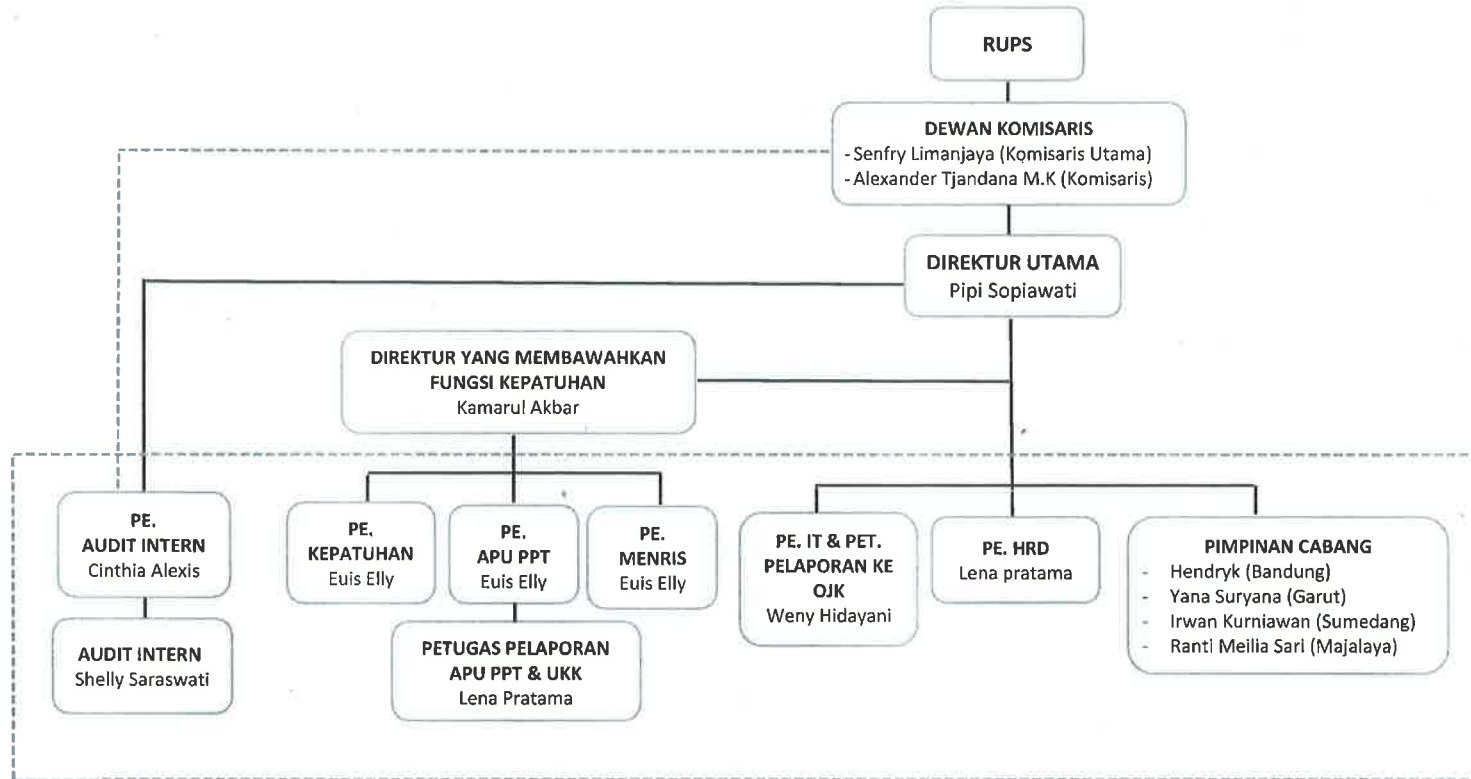 RUPS
DEWAN KOMISARIS
- Senfry Limanjaya (Komisaris Utama)
- Alexander Tjandana M.K (Komisaris)
DIREKTUR UTAMA
Pipi Sopiawati
DIREKTUR YANG MEMBAWAHKAN
FUNGSI KEPATUHAN
Kamarul Akbar
PE.
AUDIT INTERN
Cinthia Alexis
AUDIT INTERN
Shelly Saraswati
PE.
KEPATUHAN
Euis Elly
PE.
APU PPT
Euis Elly
PE.
MENRIS
Euis Elly
PETUGAS PELAPORAN
APU PPT & UKK
Lena Pratama
PE. IT & PET.
PELAPORAN KE
OJK
Weny Hidayani
PE. HRD
Lena pratama
PIMPINAN CABANG
- Hendryk (Bandung)
- Yana Suryana (Garut)
- Irwan Kurniawan (Sumedang)
- Ranti Meilia Sari (Majalaya)